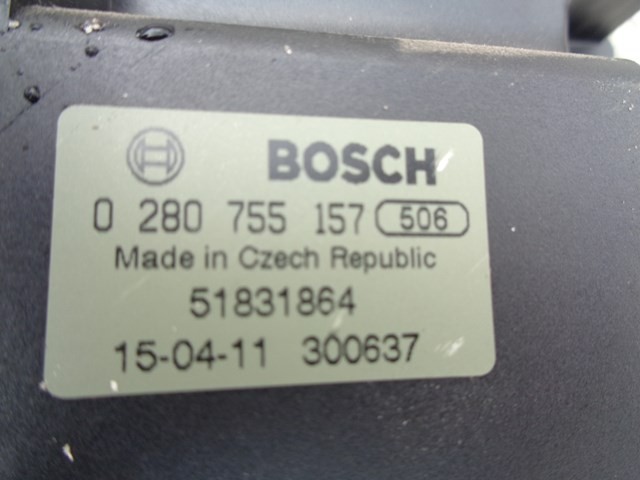 BOSCH
0 280 755 157 506
Made in Czech Republic
51831864
15-04-11 300637